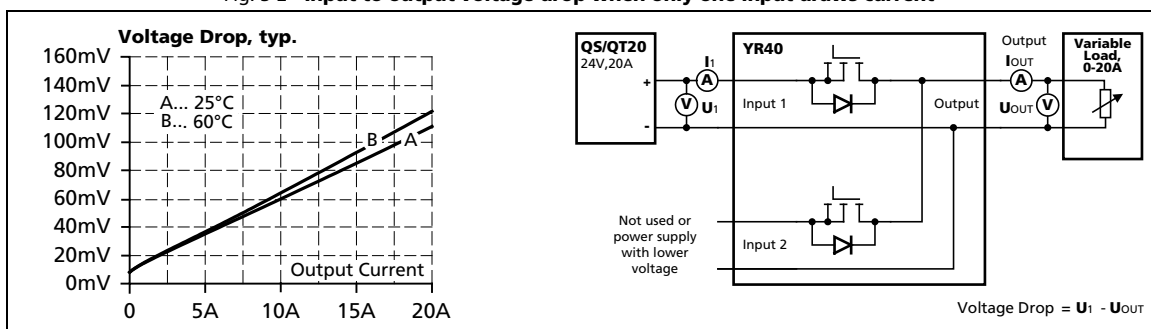 Fig. 5-2 Input to output voltage drop when only one input draws current
Voltage Drop, typ.
160mV
140mV
120mV
100mV
80mV
60mV
40mV
20mV
0mV
A... 25°C
B... 60°C
B
A
Output Current
0
5A
10A
15A
20A
QS/QT20
24V,20A
+
-
I1
A
V
U1
YR40
Input 1
Output
Input 2
Not used or
power supply
with lower
voltage
Output
IOUT
A
UOUT
V
Variable
Load,
0-20A
Voltage Drop = U1 - UOUT